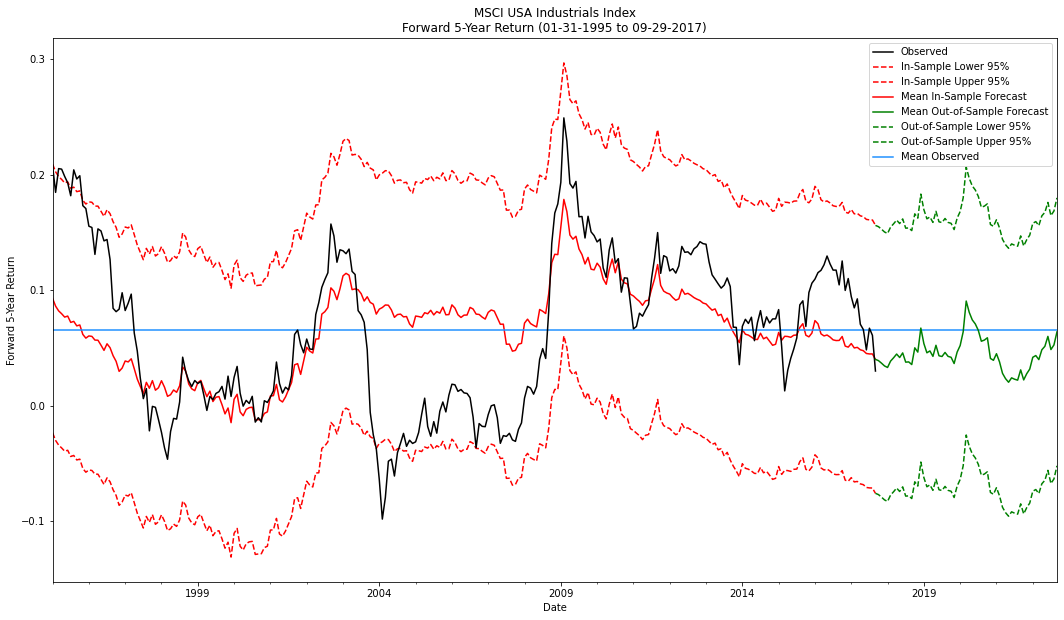 MSCI USA Industrials Index
Forward 5-Year Return (01-31-1995 to 09-29-2017)
Observed
In-Sample Lower 95%
In-Sample Upper 95%
Mean In-Sample Forecast
Mean Out-of-Sample Forecast
Out-of-Sample Lower 95%
Out-of-Sample Upper 95%
Mean Observed
Forward 5-Year Return
0.3
0.2
0.1
0.0
−0.1
1999
2004
2009
2014
2019
Date